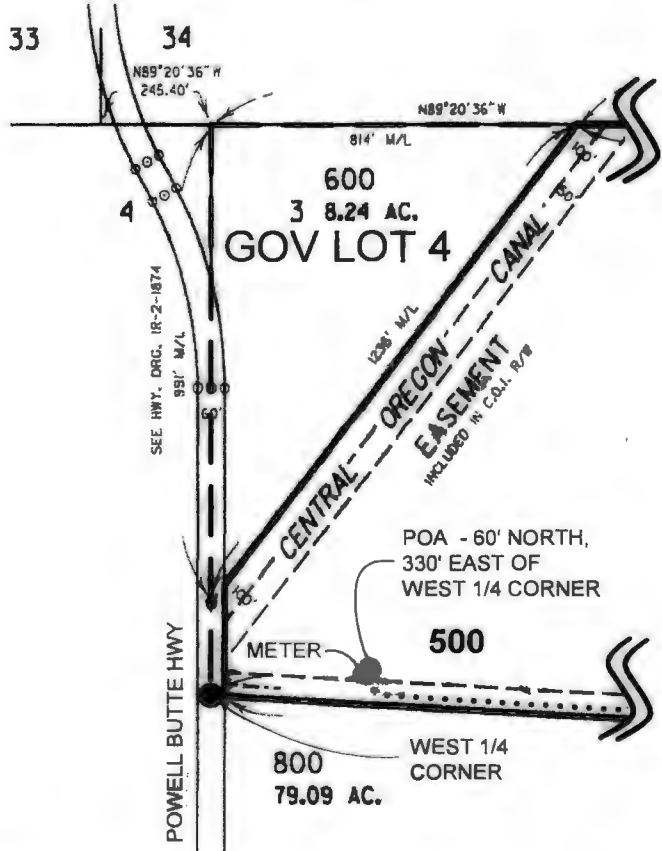 33
34
N89°20'36"W
245.40'
N89°20'36"W
814' M/L
600
3 8.24 AC.
GOV LOT 4
4
100'
50'
CANAL
OREGON
CENTRAL
1236' M/L
EASEMENT
INCLUDED IN C.O.I. R/W
SEE HWY. DRG. 1R-2-1874
991' M/L
60'
100'
POA - 60' NORTH,
330' EAST OF
WEST 1/4 CORNER
METER
500
POWELL BUTTE HWY
WEST 1/4
CORNER
800
79.09 AC.